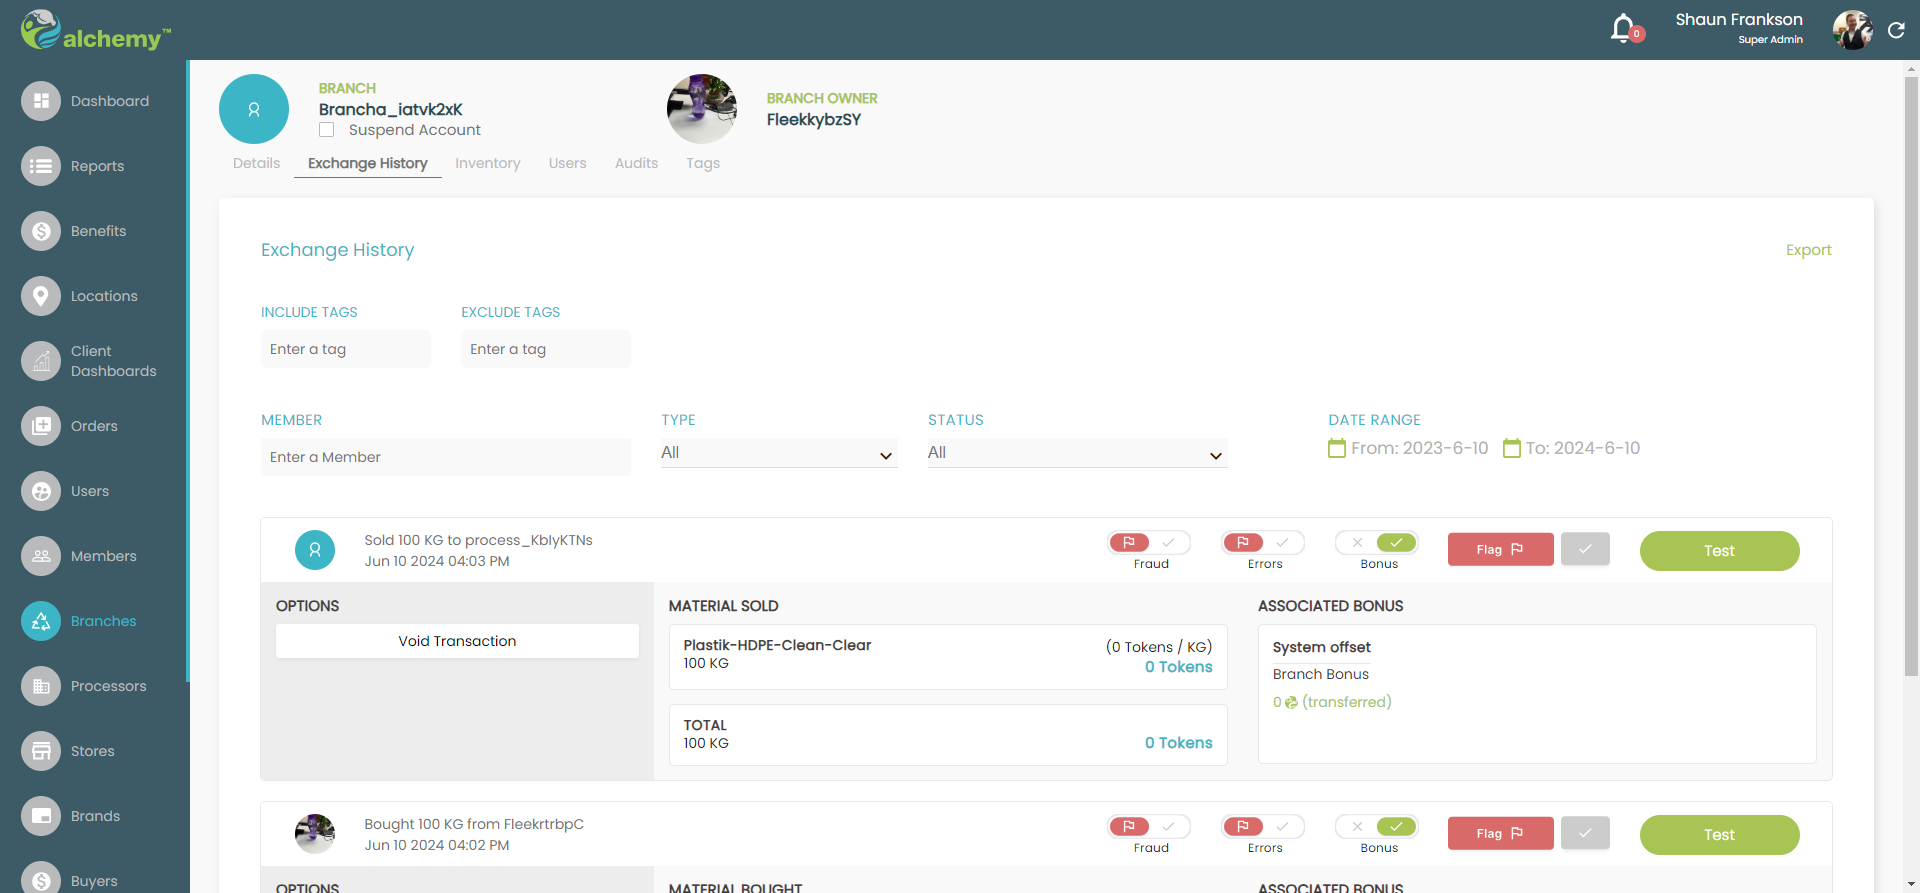 alchemy™
0
Shaun Frankson
Super Admin
Dashboard
Reports
Benefits
Locations
Client
Dashboards
Orders
Users
Members
Branches
Processors
Stores
Brands
Buyers
BRANCH
Brancha_iatvk2xK
Suspend Account
BRANCH OWNER
FleekkybzSY
Details
Exchange History
Inventory
Users
Audits
Tags
Exchange History
Export
INCLUDE TAGS
EXCLUDE TAGS
Enter a tag
Enter a tag
MEMBER
TYPE
STATUS
DATE RANGE
Enter a Member
All
All
From: 2023-6-10
To: 2024-6-10
Sold 100 KG to process_KblyKTNs
Jun 10 2024 04:03 PM
Fraud
Errors
Bonus
Flag
Test
OPTIONS
Void Transaction
MATERIAL SOLD
Plastik-HDPE-Clean-Clear
(0 Tokens / KG)
100 KG
0 Tokens
TOTAL
100 KG
0 Tokens
ASSOCIATED BONUS
System offset
Branch Bonus
0 (transferred)
Bought 100 KG from FleekrtrbpC
Jun 10 2024 04:02 PM
Fraud
Errors
Bonus
Flag
Test
OPTIONS
MATERIAL BOUGHT
ASSOCIATED BONUS